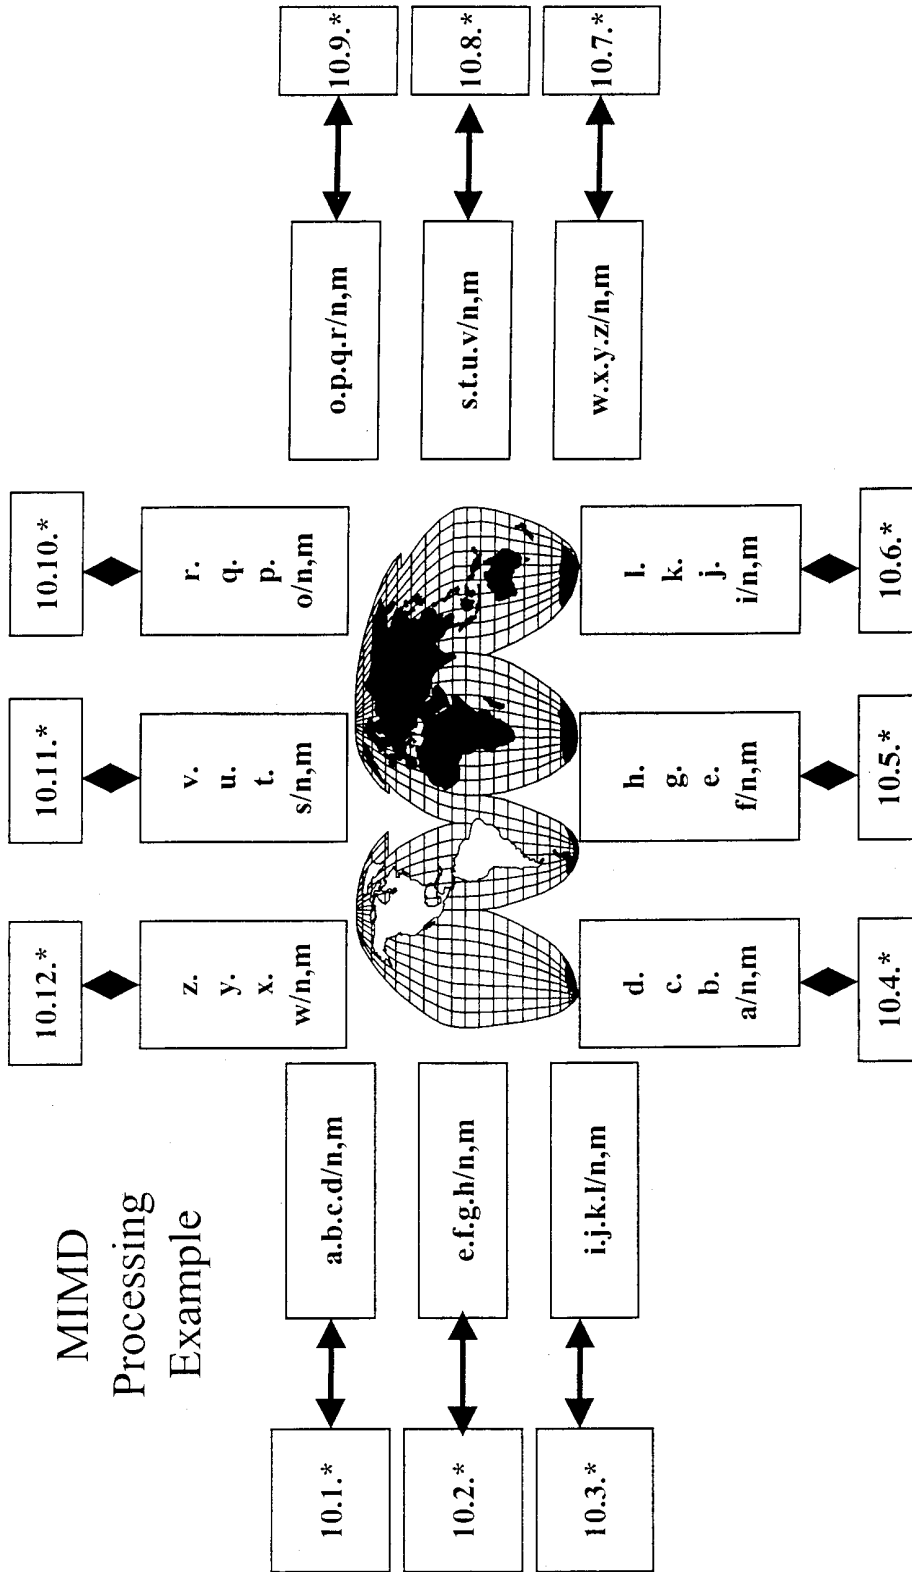 MIMD
Processing
Example
10.12.*
10.11.*
10.10.*
z.
y.
x.
w/n,m
v.
u.
t.
s/n,m
r.
q.
p.
o/n,m
10.1.*
a.b.c.d/n,m
10.2.*
e.f.g.h/n,m
10.3.*
i.j.k.l/n,m
o.p.q.r/n,m
10.9.*
s.t.u.v/n,m
10.8.*
w.x.y.z/n,m
10.7.*
d.
c.
b.
a/n,m
h.
g.
e.
f/n,m
l.
k.
j.
i/n,m
10.4.*
10.5.*
10.6.*